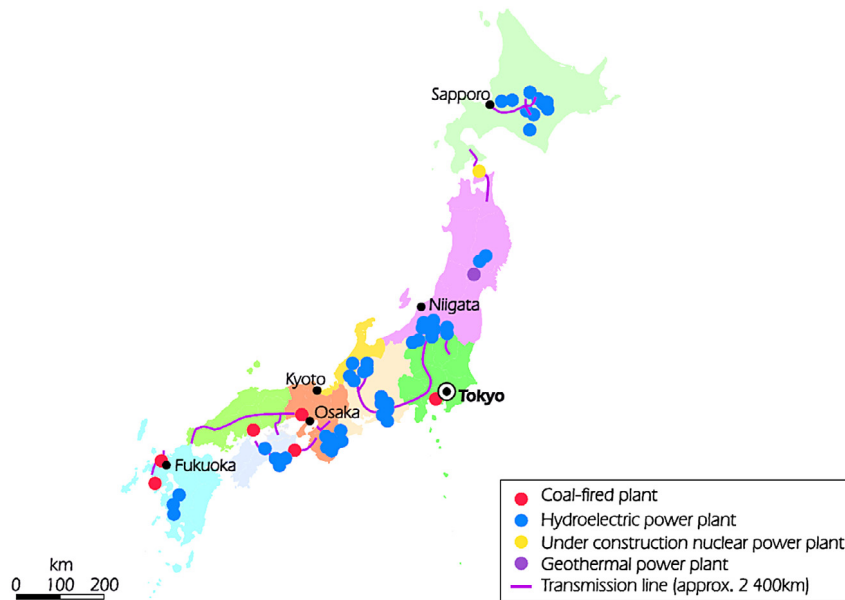 Sapporo
Niigata
Kyoto
Tokyo
Osaka
Fukuoka
Coal-fired plant
Hydroelectric power plant
Under construction nuclear power plant
Geothermal power plant
Transmission line (approx. 2 400km)
km
0 100 200